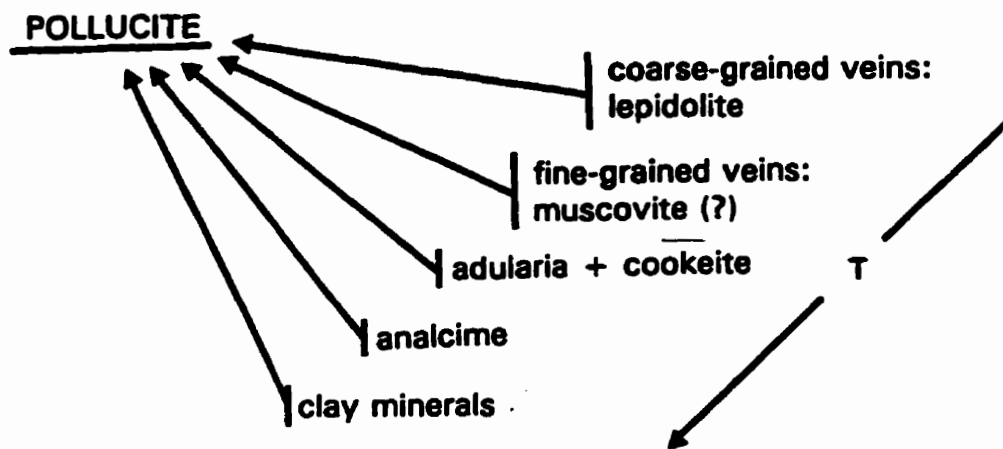 POLLUCITE
coarse-grained veins:
lepidolite
fine-grained veins:
muscovite (?)
adularia + cookeite
T
analcime
clay minerals